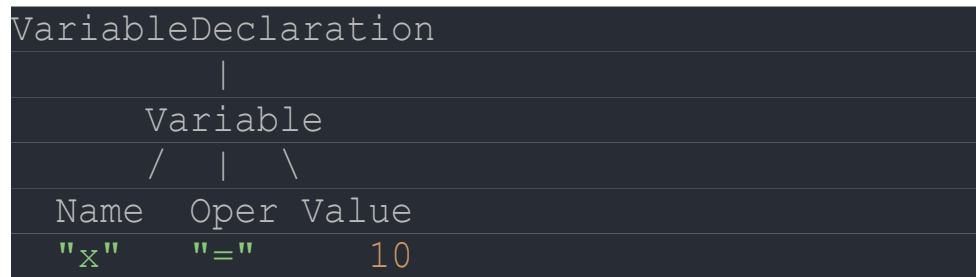 VariableDeclaration
|
Variable
/ | \
Name Oper Value
"x" "=" 10